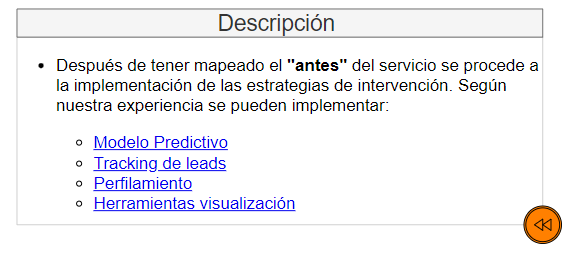 Descripción
Después de tener mapeado el "antes" del servicio se procede a
la implementación de las estrategias de intervención. Según
nuestra experiencia se pueden implementar:
Modelo Predictivo
Tracking de leads
Perfilamiento
Herramientas visualización